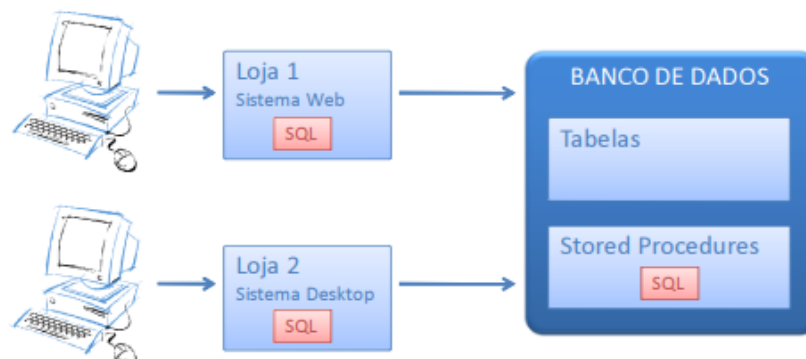 Loja 1
Sistema Web
SQL
Loja 2
Sistema Desktop
SQL
BANCO DE DADOS
Tabelas
Stored Procedures
SQL